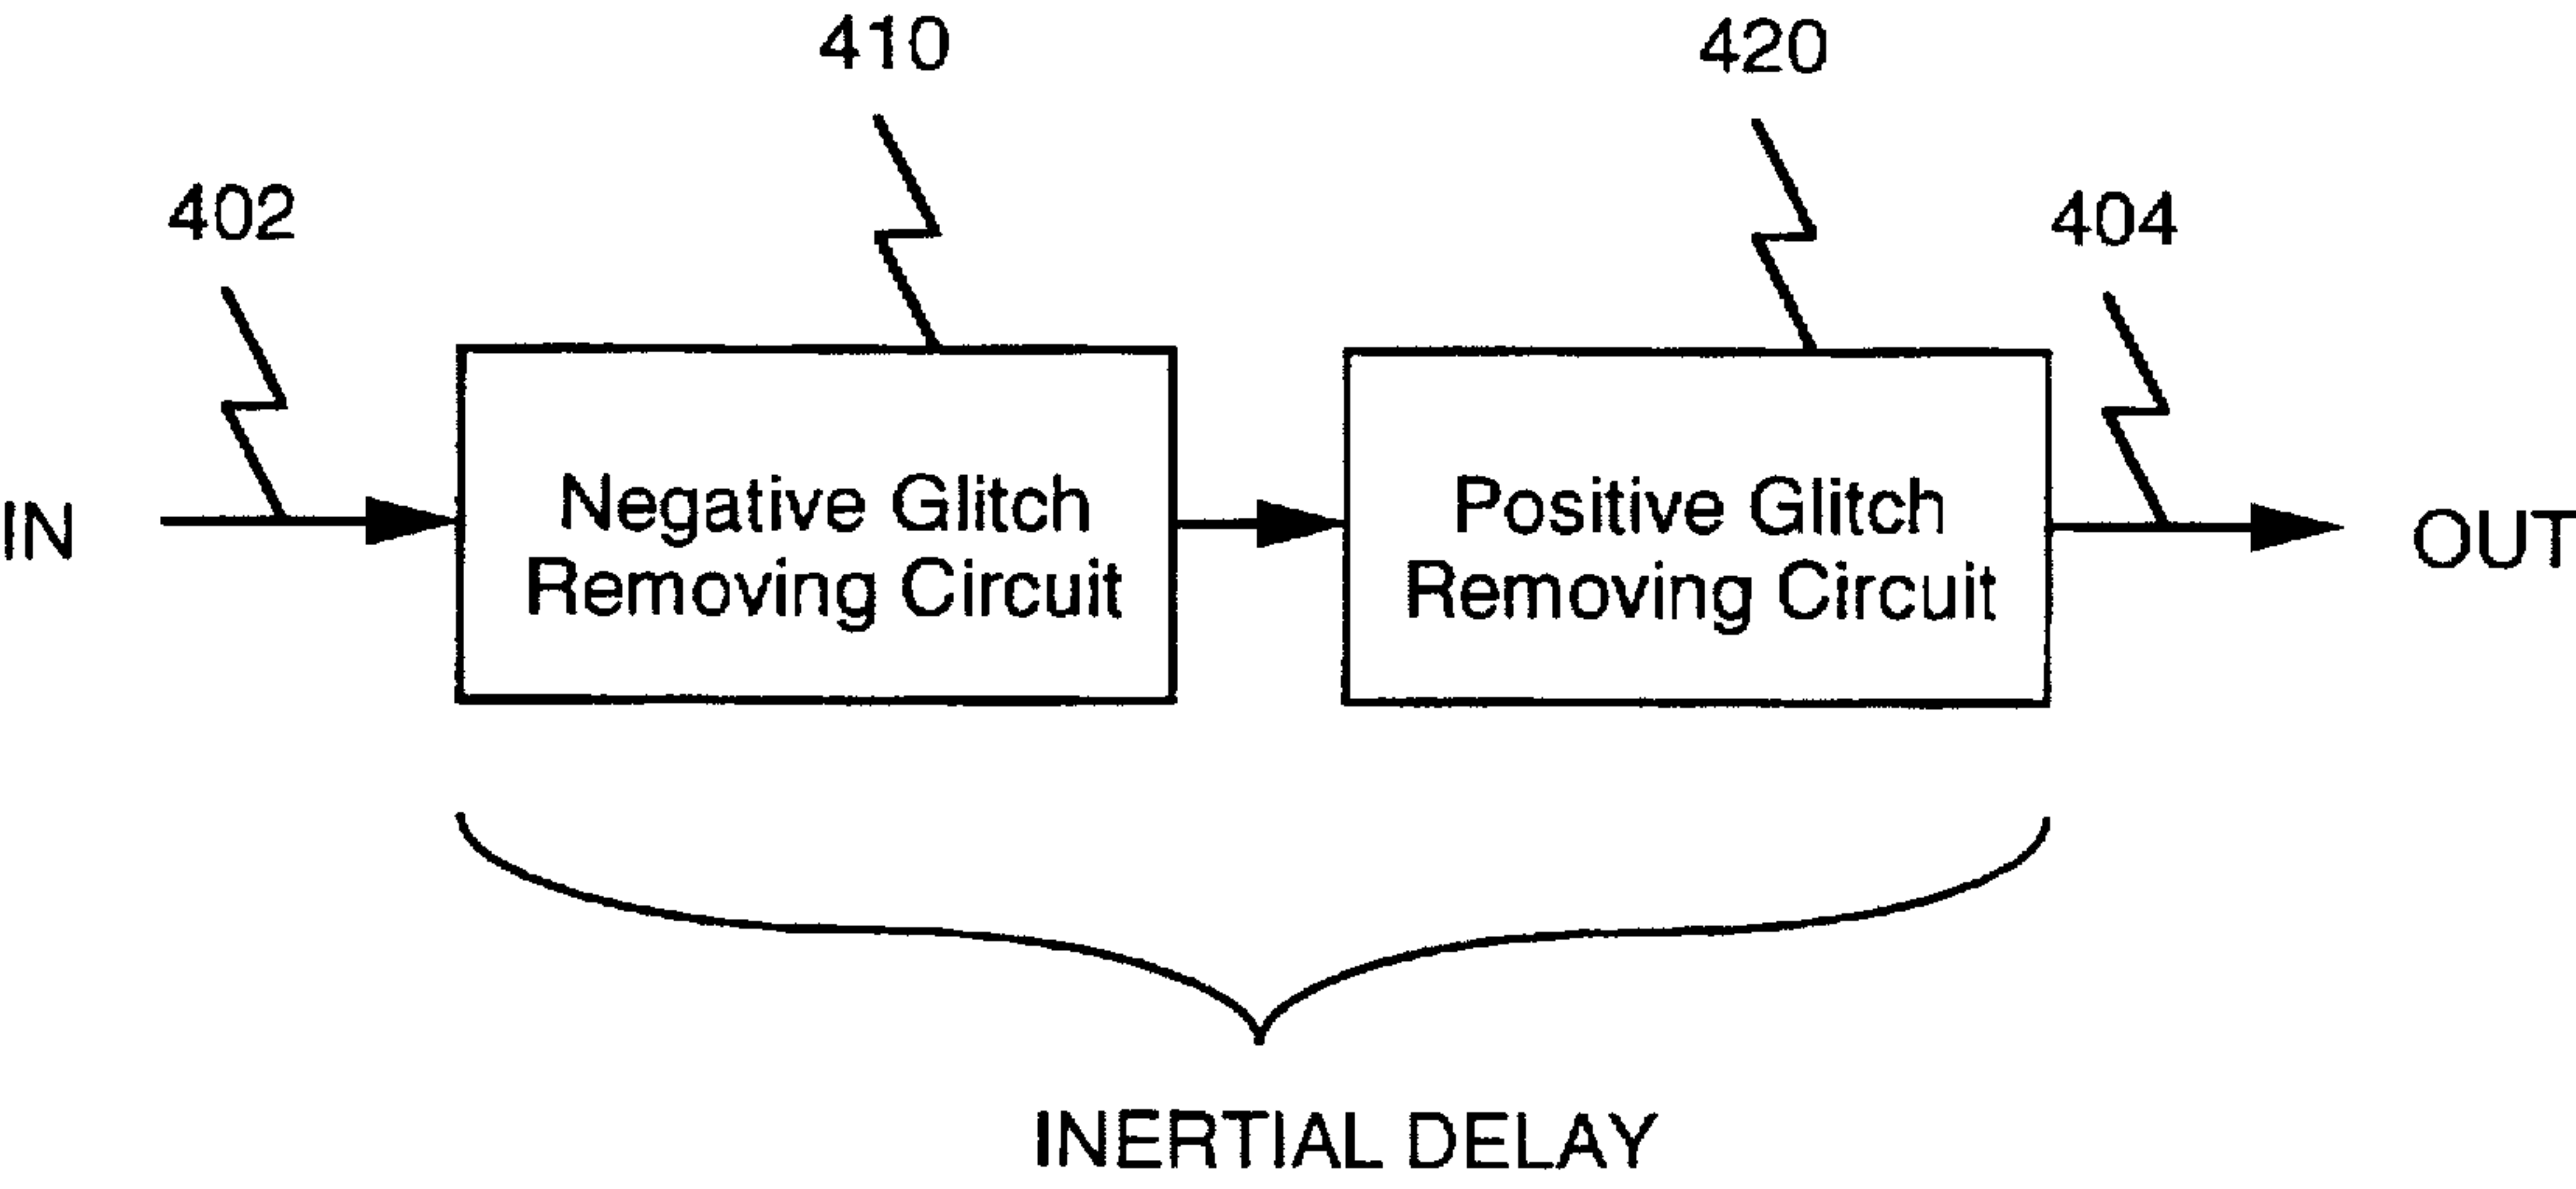 410
420
402
404
IN
Negative Glitch
Removing Circuit
Positive Glitch
Removing Circuit
OUT
INERTIAL DELAY